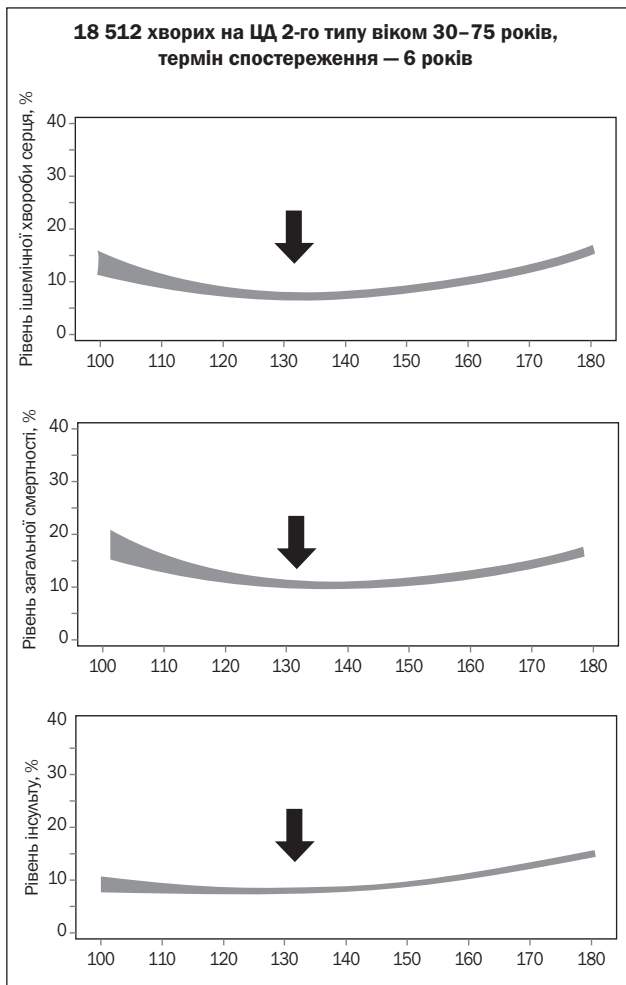 18 512 хворих на ЦД 2-го типу віком 30–75 років,
термін спостереження — 6 років
Рівень ішемічної хвороби серця, %
40
30
20
10
0
100 110 120 130 140 150 160 170 180
Рівень загальної смертності, %
40
30
20
10
0
100 110 120 130 140 150 160 170 180
Рівень інсульту, %
40
30
20
10
0
100 110 120 130 140 150 160 170 180